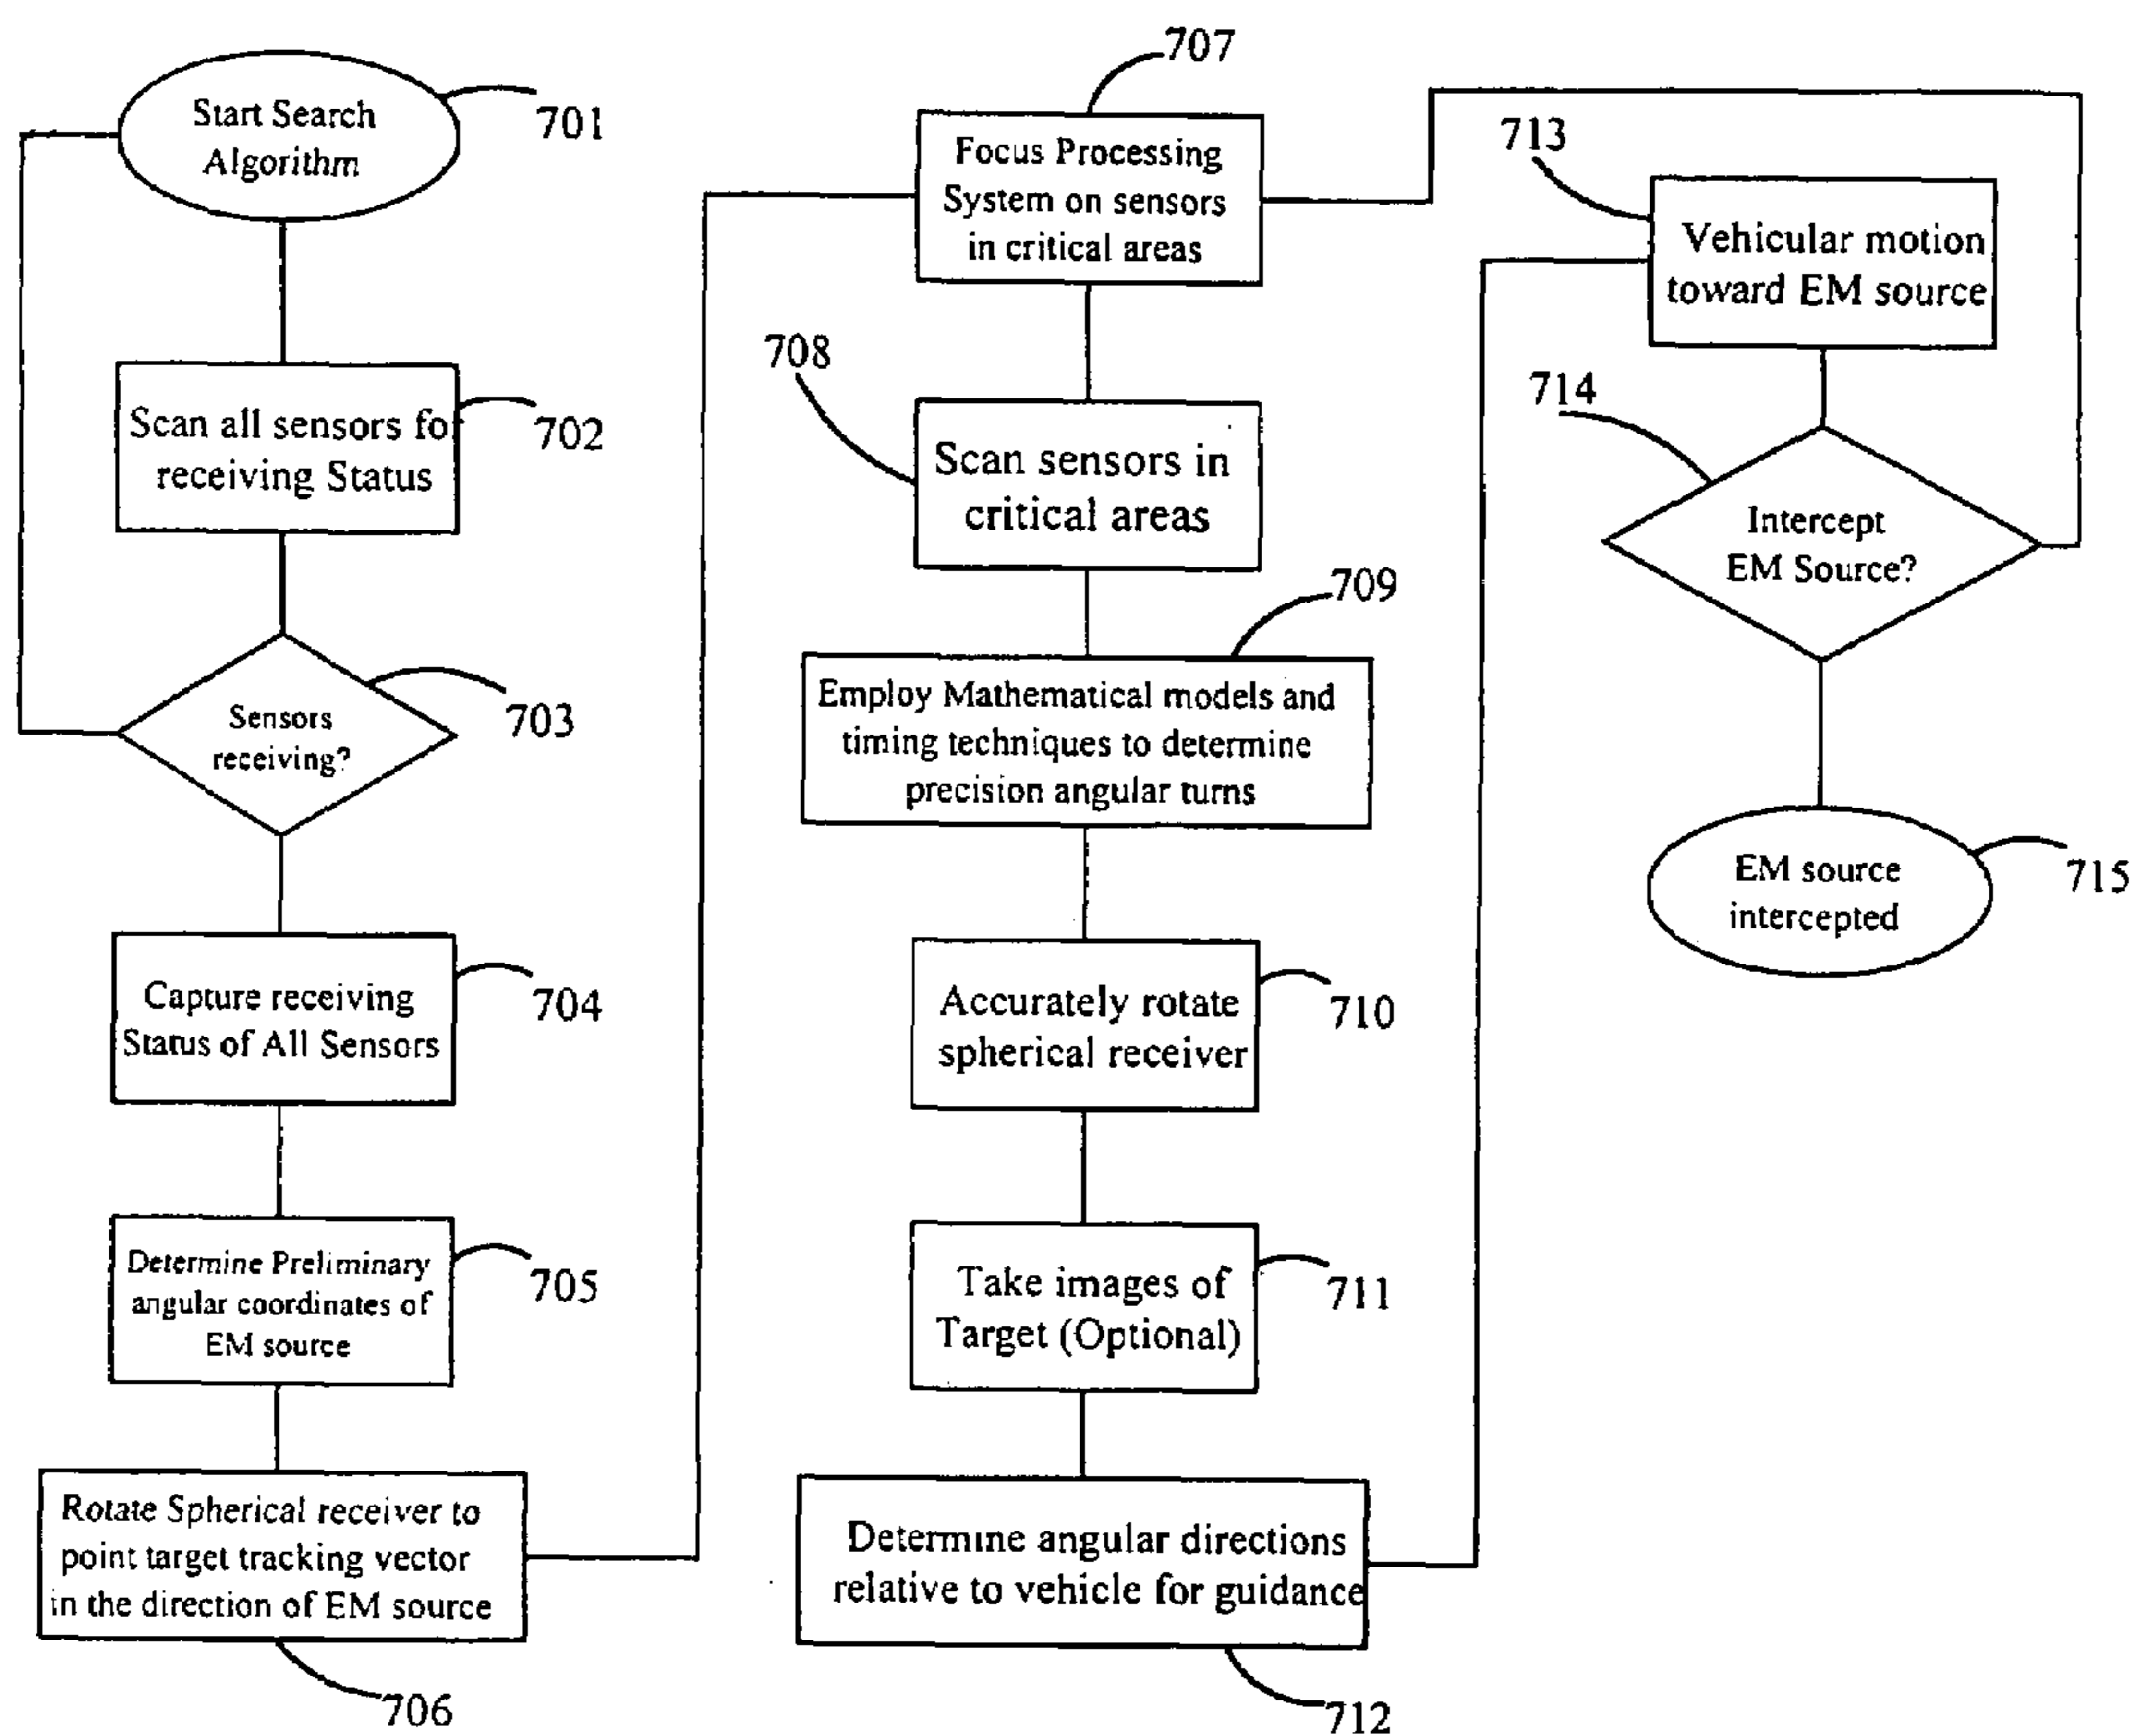 Start Search
Algorithm
701
Scan all sensors for
receiving Status
702
Sensors
receiving?
703
Capture receiving
Status of All Sensors
704
Determine Preliminary
angular coordinates of
EM source
705
Rotate Spherical receiver to
point target tracking vector
in the direction of EM source
706
707
Focus Processing
System on sensors
in critical areas
708
Scan sensors in
critical areas
709
Employ Mathematical models and
timing techniques to determine
precision angular turns
Accurately rotate
spherical receiver
710
Take images of
Target (Optional)
711
Determine angular directions
relative to vehicle for guidance
712
713
Vehicular motion
toward EM source
714
Intercept
EM Source?
EM source
intercepted
715